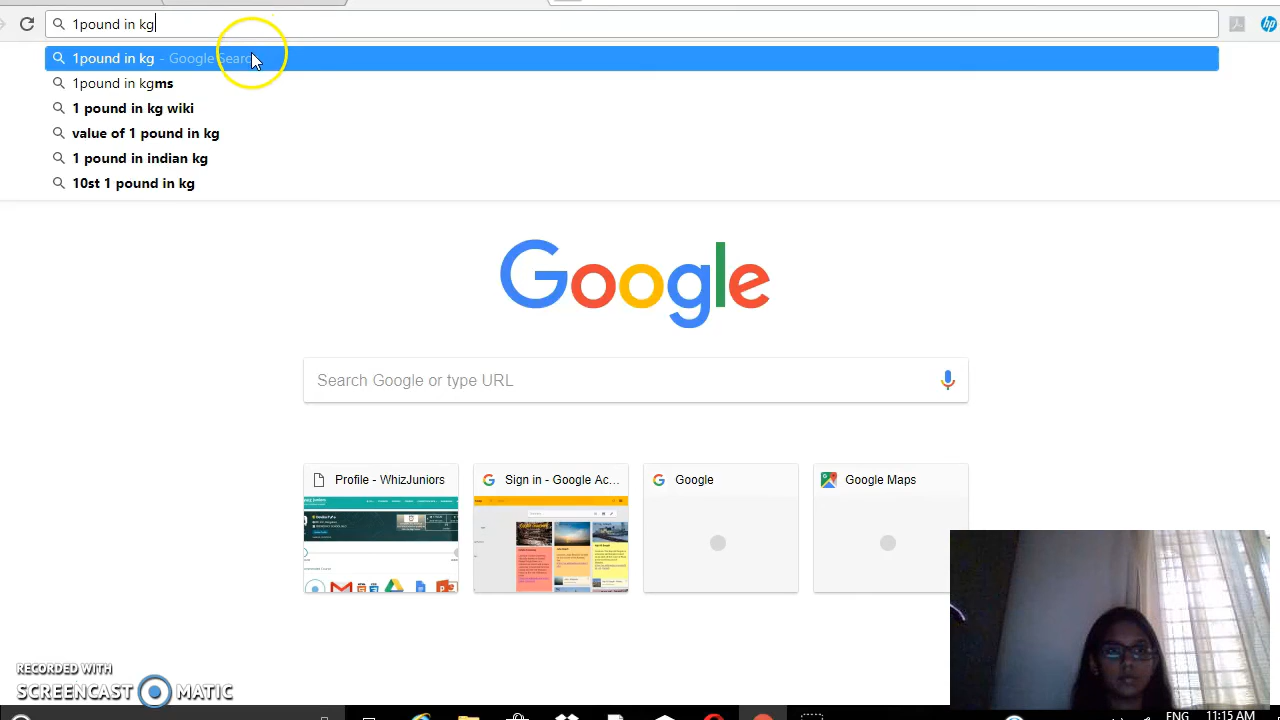 1pound in kg
1pound in kg - Google Search
1pound in kgms
1 pound in kg wiki
value of 1 pound in kg
1 pound in indian kg
10st 1 pound in kg
Google
Search Google or type URL
Profile - WhizJuniors
Sign in - Google Ac...
Google
Google Maps
RECORDED WITH
SCREENCAST MATIC
ENG
11:15 AM
hp